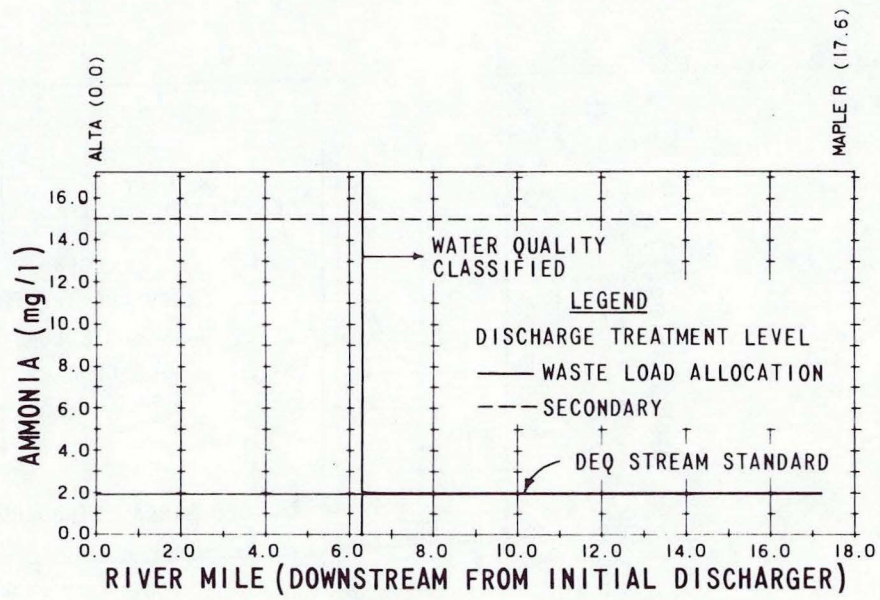 ALTA (0.0)
MAPLE R (17.6)
AMMONIA (mg/l)
16.0
14.0
12.0
10.0
8.0
6.0
4.0
2.0
0.0
WATER QUALITY
CLASSIFIED
LEGEND
DISCHARGE TREATMENT LEVEL
WASTE LOAD ALLOCATION
SECONDARY
DEQ STREAM STANDARD
0.0 2.0 4.0 6.0 8.0 10.0 12.0 14.0 16.0 18.0
RIVER MILE (DOWNSTREAM FROM INITIAL DISCHARGER)